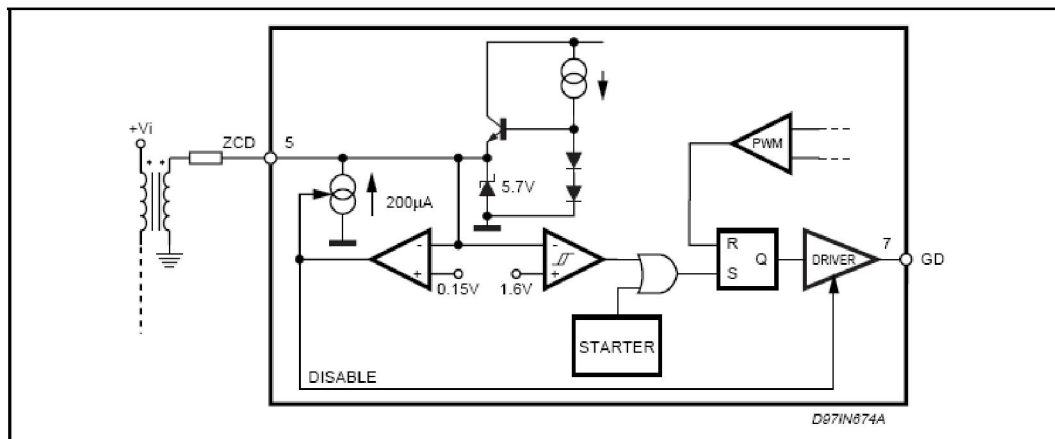 +Vi
ZCD
5
5.7V
200µA
PWM
- +
0.15V
- +
1.6V
R
S
Q
DRIVER
7
GD
STARTER
DISABLE
D97IN674A